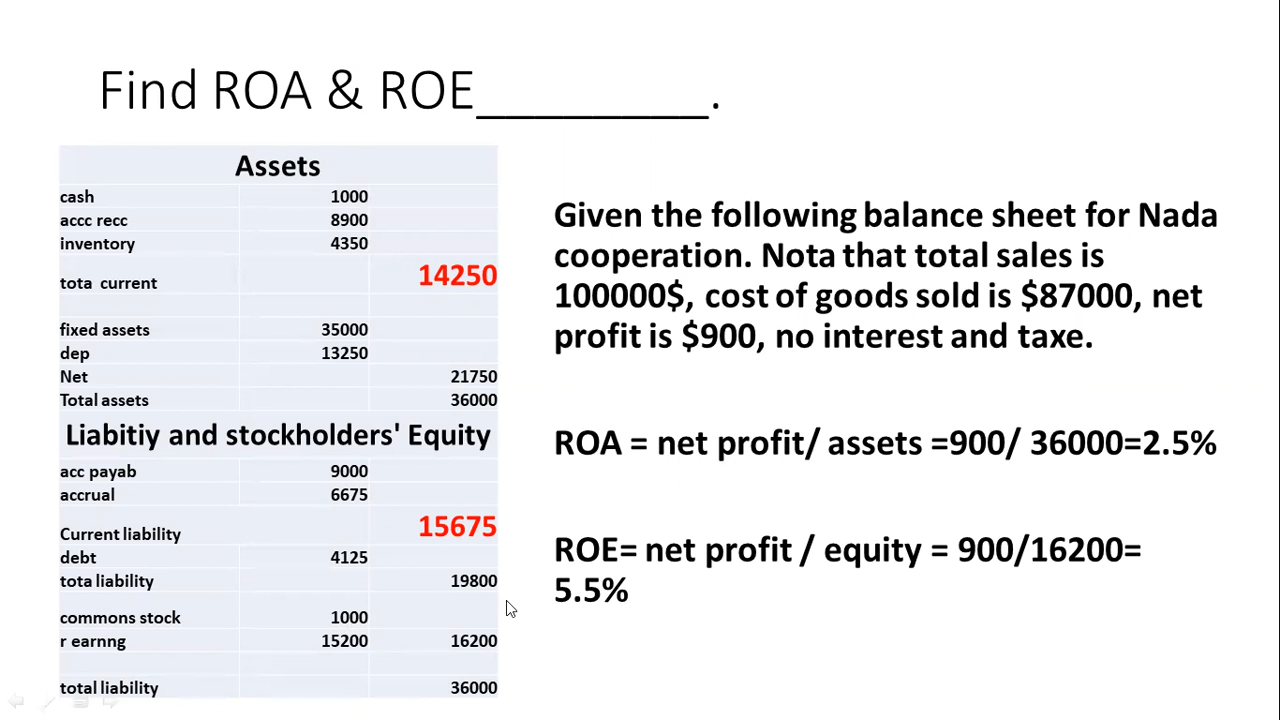 Find ROA & ROE_________.
Assets
cash 1000
accc recc 8900
inventory 4350
tota current 14250
fixed assets 35000
dep 13250
Net 21750
Total assets 36000
Liabitiy and stockholders' Equity
acc payab 9000
accrual 6675
Current liability 15675
debt 4125
tota liability 19800
commons stock 1000
r earnng 15200 16200
total liability 36000
Given the following balance sheet for Nada
cooperation. Nota that total sales is
100000$, cost of goods sold is $87000, net
profit is $900, no interest and taxe.
ROA = net profit/ assets =900/ 36000=2.5%
ROE= net profit / equity = 900/16200=
5.5%